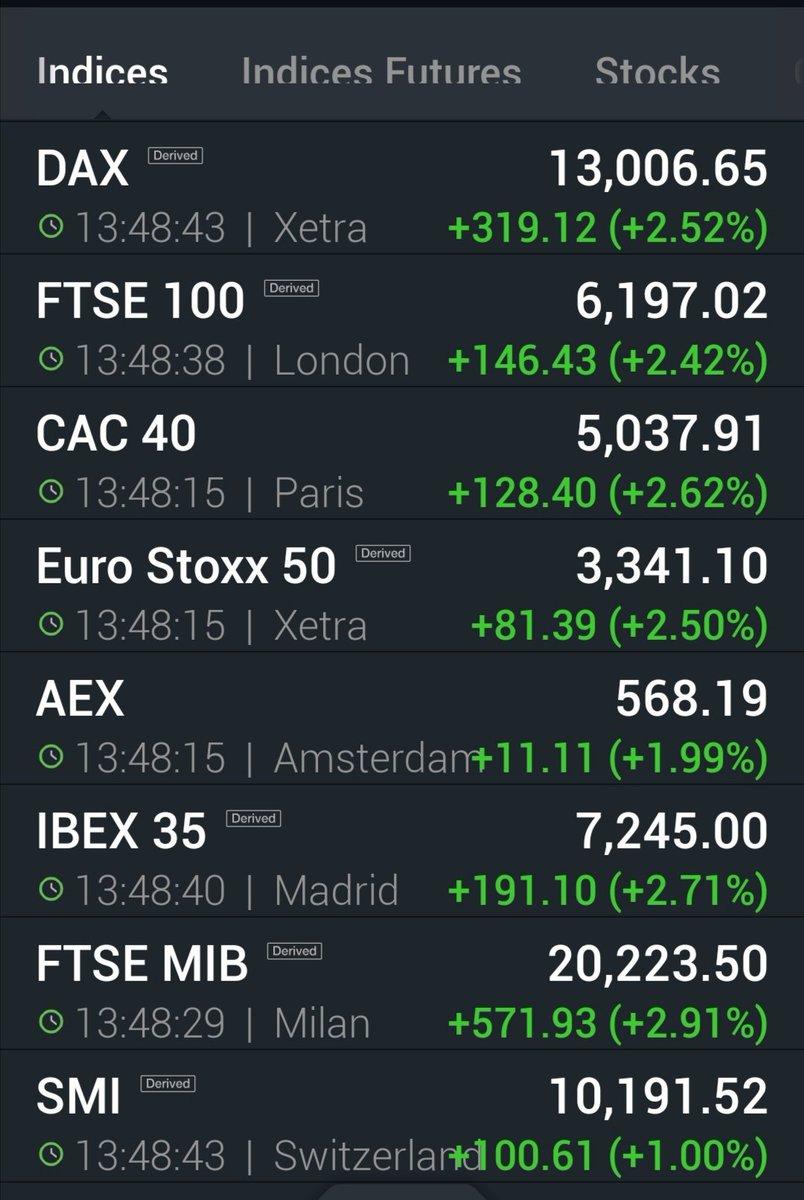 Indices Indices Futures Stocks
DAX Derived 13,006.65
13:48:43 | Xetra +319.12 (+2.52%)
FTSE 100 Derived 6,197.02
13:48:38 | London +146.43 (+2.42%)
CAC 40 5,037.91
13:48:15 | Paris +128.40 (+2.62%)
Euro Stoxx 50 Derived 3,341.10
13:48:15 | Xetra +81.39 (+2.50%)
AEX 568.19
13:48:15 | Amsterdam +11.11 (+1.99%)
IBEX 35 Derived 7,245.00
13:48:40 | Madrid +191.10 (+2.71%)
FTSE MIB Derived 20,223.50
13:48:29 | Milan +571.93 (+2.91%)
SMI Derived 10,191.52
13:48:43 | Switzerland +100.61 (+1.00%)